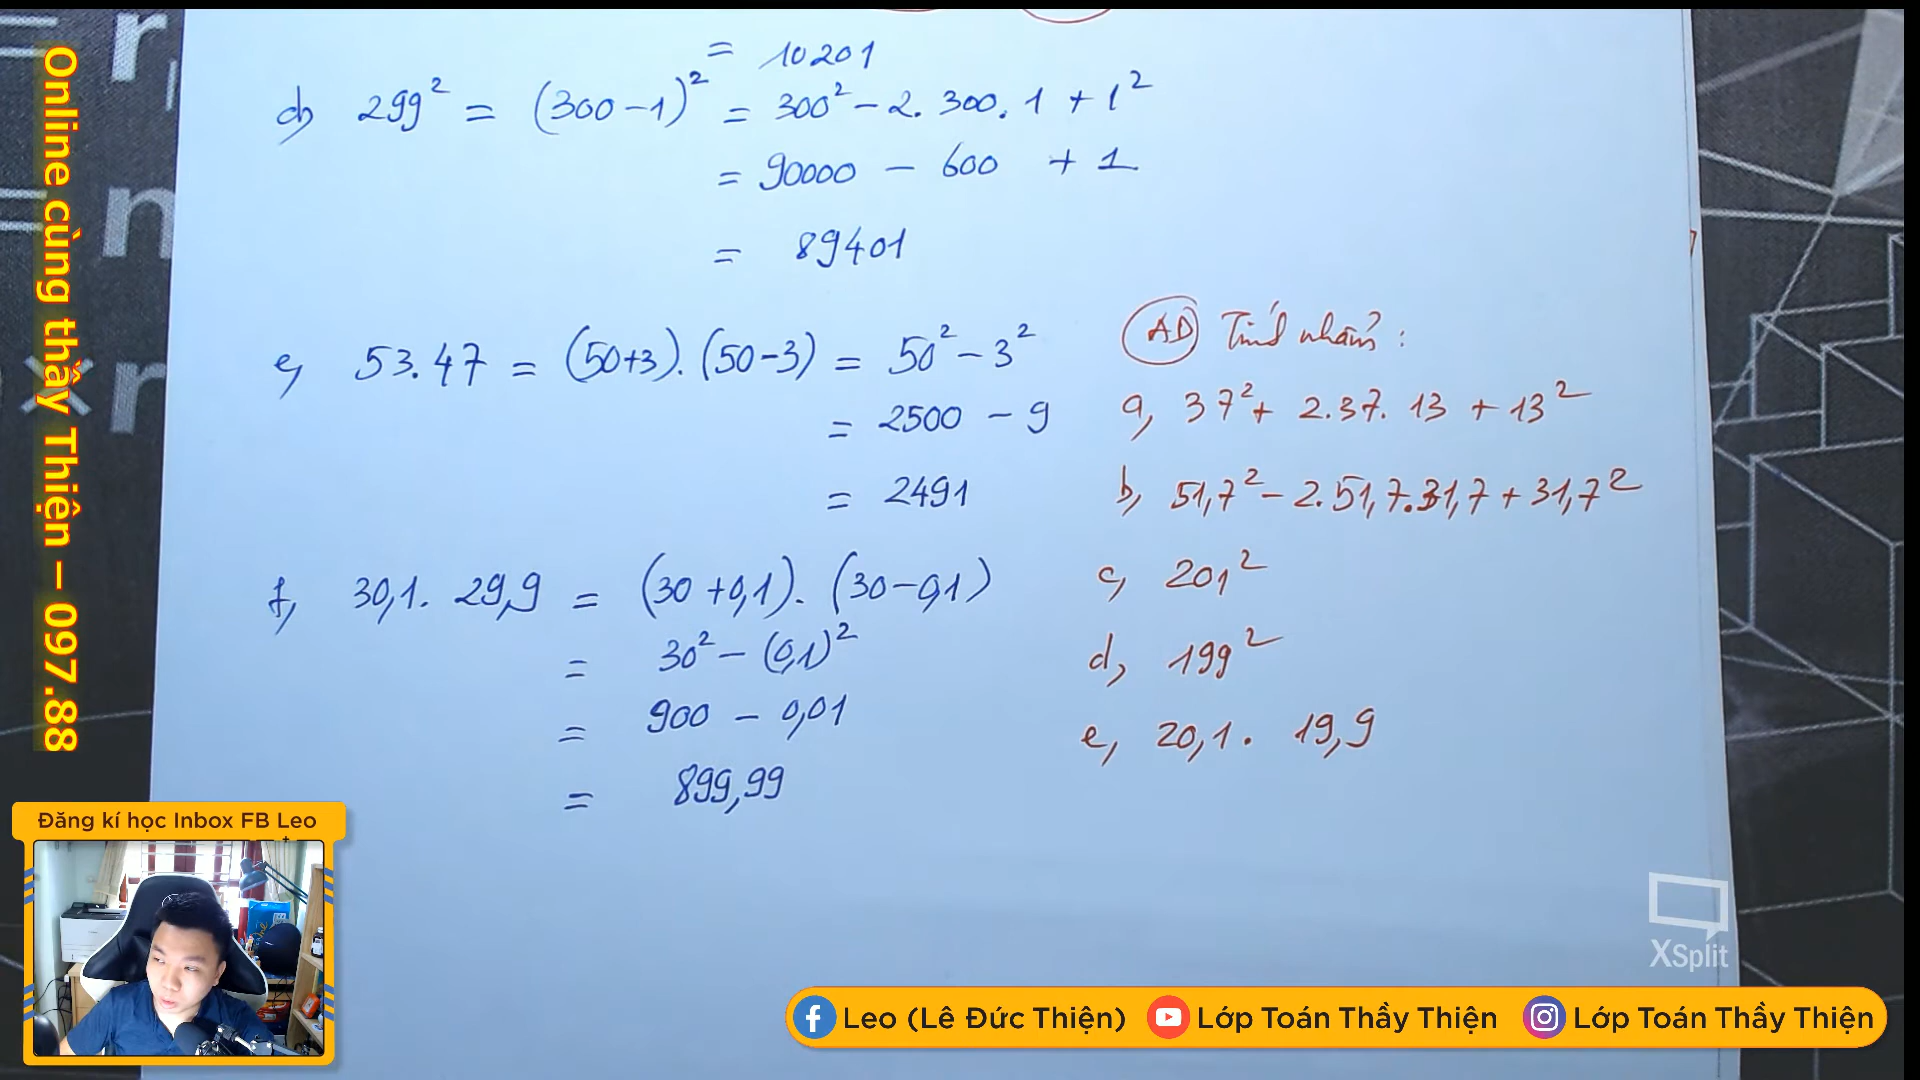 Online cùng thầy Thiện – 097.88
= 10201
d, 299² = (300 - 1)² = 300² - 2. 300. 1 + 1²
= 90000 - 600 + 1
= 89401
e, 53.47 = (50+3). (50-3) = 50² - 3²
= 2500 - 9
= 2491
f, 30,1. 29,9 = (30 + 0,1). (30 - 0,1)
= 30² - (0,1)²
= 900 - 0,01
= 899,99
AD Tính nhẩm:
a, 37² + 2.37. 13 + 13²
b, 51,7² - 2.51,7.31,7 + 31,7²
c, 201²
d, 199²
e, 20,1. 19,9
Đăng kí học Inbox FB Leo
XSplit
Leo (Lê Đức Thiện) Lớp Toán Thầy Thiện Lớp Toán Thầy Thiện